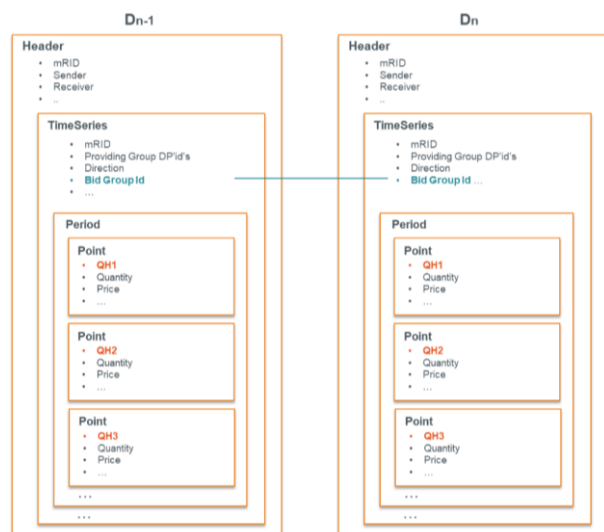 Dn-1
Header
• mRID
• Sender
• Receiver
• ..
TimeSeries
• mRID
• Providing Group DP'id's
• Direction
• Bid Group Id
• ...
Period
Point
• QH1
• Quantity
• Price
• ...
Point
• QH2
• Quantity
• Price
• ...
Point
• QH3
• Quantity
• Price
• ...
...
...
Dn
Header
• mRID
• Sender
• Receiver
• ..
TimeSeries
• mRID
• Providing Group DP'id's
• Direction
• Bid Group Id ...
Period
Point
• QH1
• Quantity
• Price
• ...
Point
• QH2
• Quantity
• Price
• ...
Point
• QH3
• Quantity
• Price
• ...
...
...